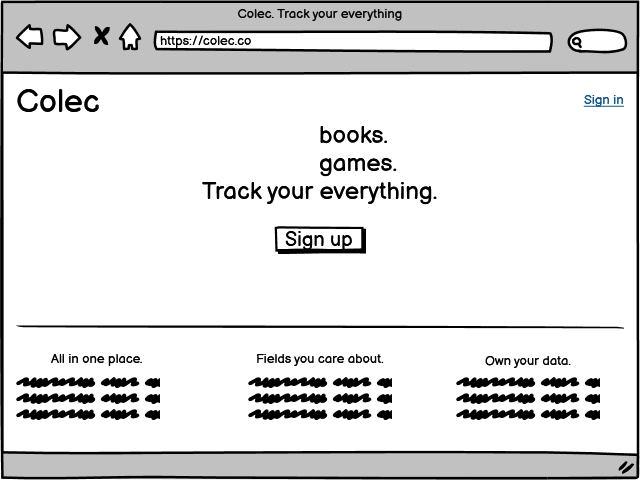 Colec. Track your everything
https://colec.co
Colec
Sign in
books.
games.
Track your everything.
Sign up
All in one place.
Fields you care about.
Own your data.